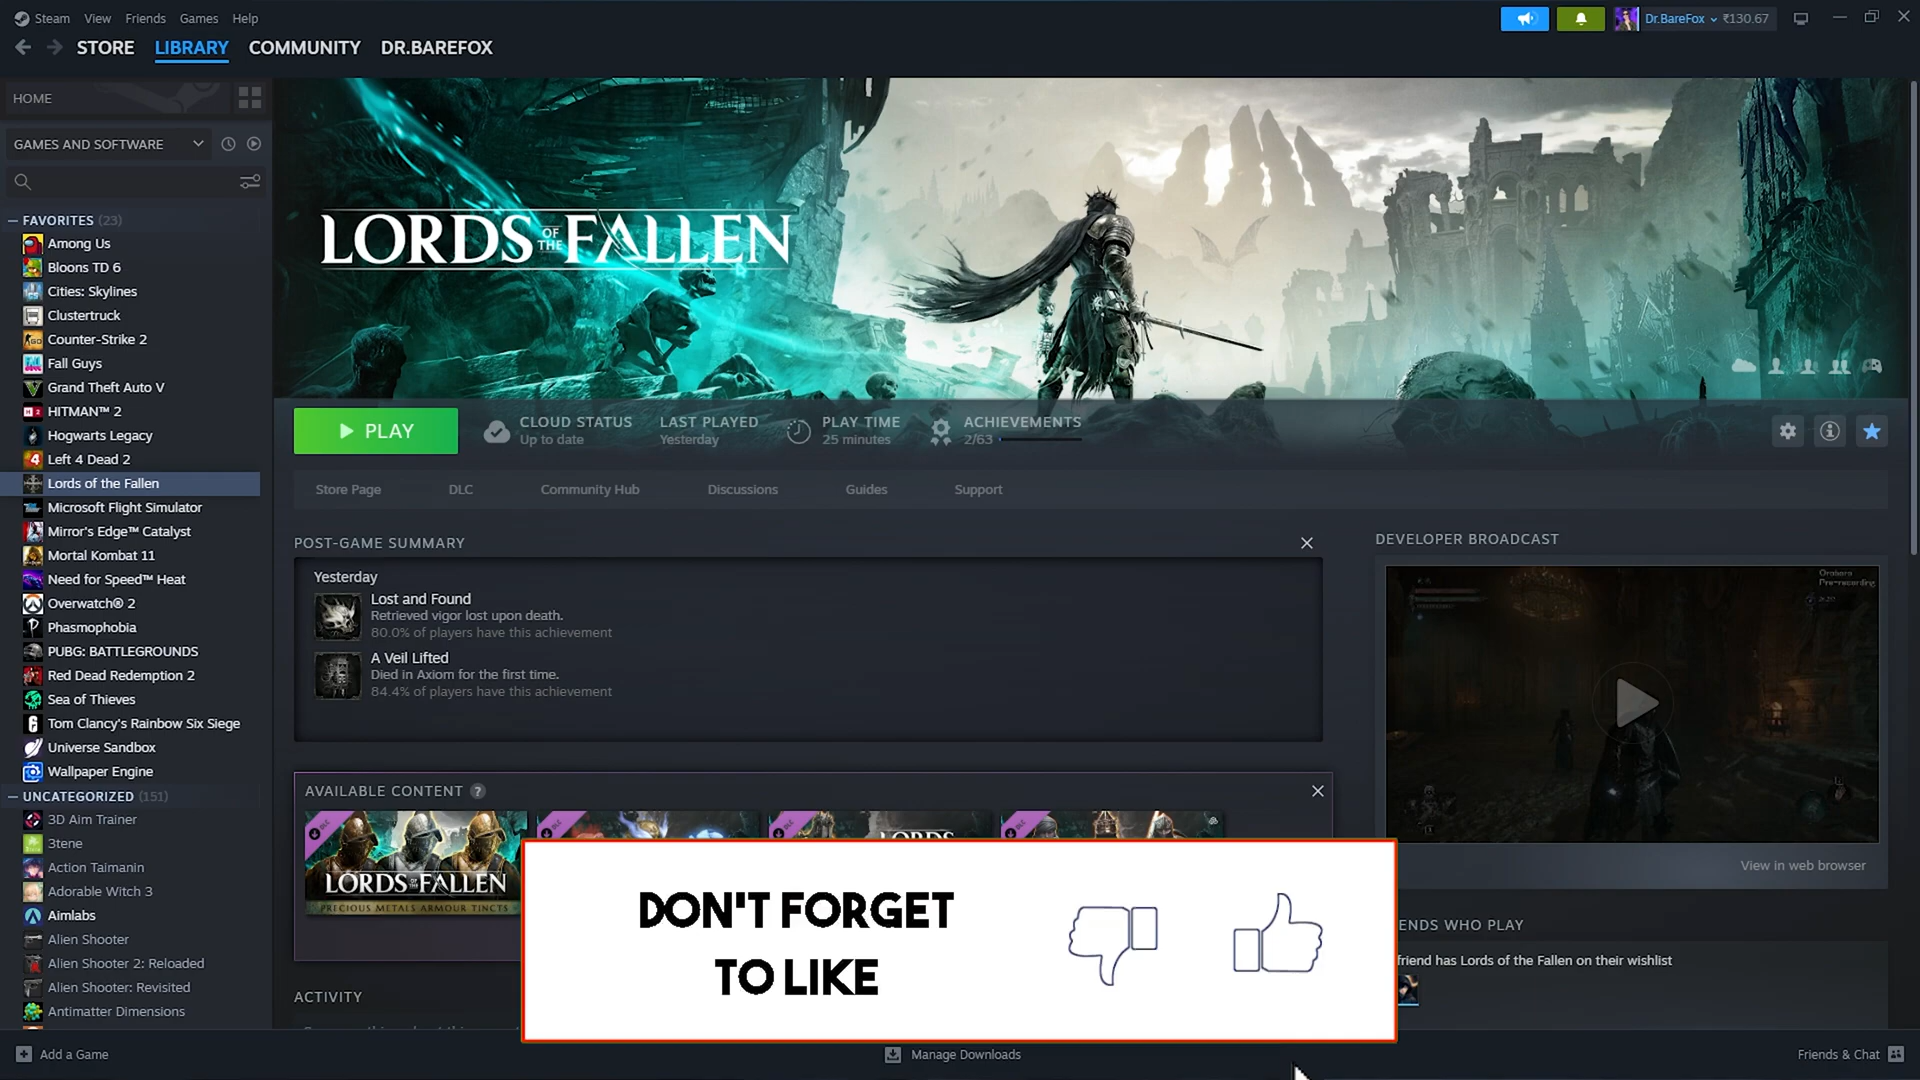 Steam View Friends Games Help
Dr.BareFox ₹130.67
STORE LIBRARY COMMUNITY DR.BAREFOX
HOME
GAMES AND SOFTWARE
FAVORITES (23)
Among Us
Bloons TD 6
Cities: Skylines
Clustertruck
Counter-Strike 2
Fall Guys
Grand Theft Auto V
HITMAN™ 2
Hogwarts Legacy
Left 4 Dead 2
Lords of the Fallen
Microsoft Flight Simulator
Mirror's Edge™ Catalyst
Mortal Kombat 11
Need for Speed™ Heat
Overwatch® 2
Phasmophobia
PUBG: BATTLEGROUNDS
Red Dead Redemption 2
Sea of Thieves
Tom Clancy's Rainbow Six Siege
Universe Sandbox
Wallpaper Engine
UNCATEGORIZED (151)
3D Aim Trainer
3tene
Action Taimanin
Adorable Witch 3
Aimlabs
Alien Shooter
Alien Shooter 2: Reloaded
Alien Shooter: Revisited
Antimatter Dimensions
LORDS OF THE FALLEN
PLAY
CLOUD STATUS
Up to date
LAST PLAYED
Yesterday
PLAY TIME
25 minutes
ACHIEVEMENTS
2/63
Store Page DLC Community Hub Discussions Guides Support
POST-GAME SUMMARY
Yesterday
Lost and Found
Retrieved vigor lost upon death.
80.0% of players have this achievement
A Veil Lifted
Died in Axiom for the first time.
84.4% of players have this achievement
AVAILABLE CONTENT ?
DLC DLC DLC DLC
LORDS OF THE FALLEN
PRECIOUS METALS ARMOUR TINCTS
LORDS
ACTIVITY
DEVELOPER BROADCAST
Pre-recording
View in web browser
ENDS WHO PLAY
friend has Lords of the Fallen on their wishlist
DON'T FORGET
TO LIKE
Add a Game
Manage Downloads
Friends & Chat